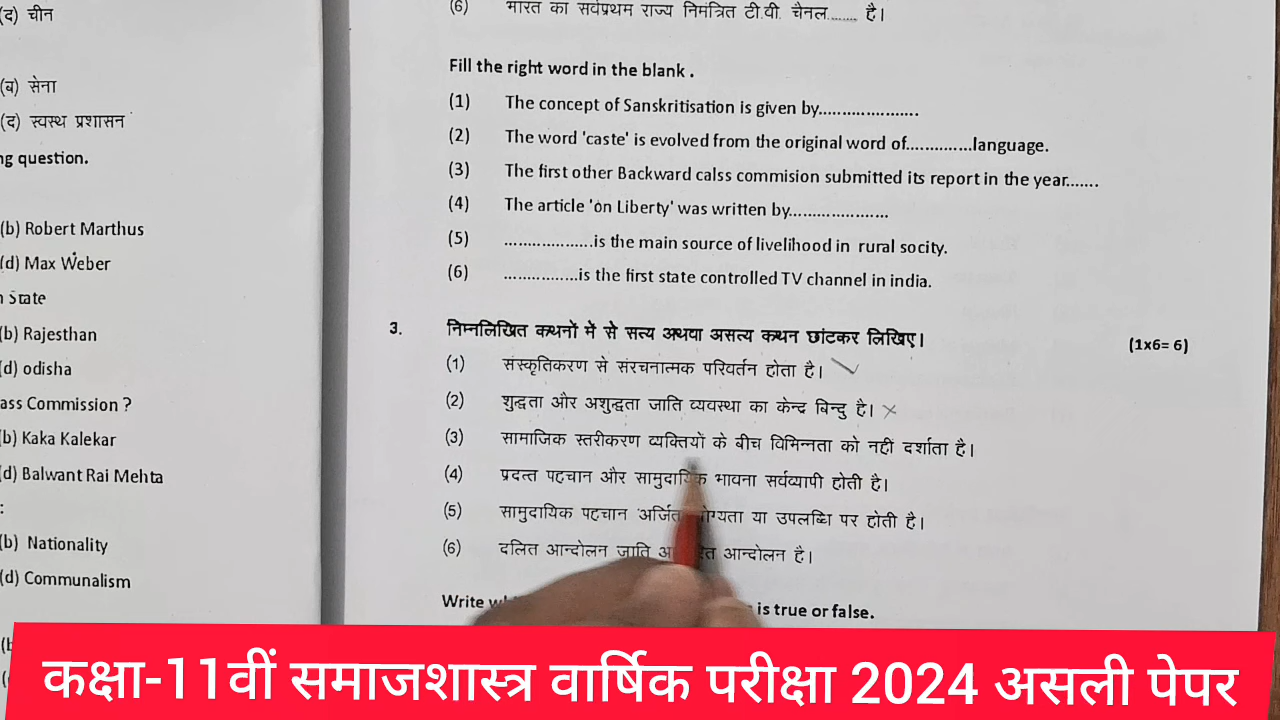 (द) चीन
(ब) सेना
(द) स्वस्थ प्रशासन
ng question.
(b) Robert Marthus
(d) Max Weber
State
(b) Rajesthan
(d) odisha
ass Commission ?
(b) Kaka Kalekar
(d) Balwant Rai Mehta
:
(b) Nationality
(d) Communalism
(6) भारत का सर्वप्रथम राज्य निमंत्रित टी.वी. चैनल........ है।
Fill the right word in the blank .
(1) The concept of Sanskritisation is given by.....................
(2) The word 'caste' is evolved from the original word of..............language.
(3) The first other Backward calss commision submitted its report in the year.......
(4) The article 'on Liberty' was written by.....................
(5) ...................is the main source of livelihood in rural socity.
(6) ................is the first state controlled TV channel in india.
3. निम्नलिखित कथनों में से सत्य अथवा असत्य कथन छांटकर लिखिए। (1x6= 6)
(1) संस्कृतिकरण से संरचनात्मक परिवर्तन होता है।
(2) शुद्धता और अशुद्धता जाति व्यवस्था का केन्द्र बिन्दु है। ×
(3) सामाजिक स्तरीकरण व्यक्तियों के बीच विभिन्नता को नहीं दर्शाता है।
(4) प्रदत्त पहचान और सामुदायिक भावना सर्वव्यापी होती है।
(5) सामुदायिक पहचान अर्जित योग्यता या उपलब्धि पर होती है।
(6) दलित आन्दोलन जाति आन्दोलन है।
Write is true or false.
कक्षा-11वीं समाजशास्त्र वार्षिक परीक्षा 2024 असली पेपर